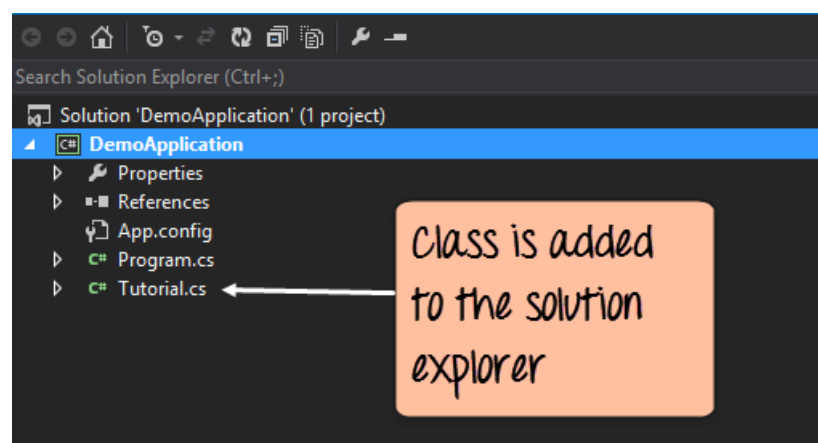 Search Solution Explorer (Ctrl+;)
Solution 'DemoApplication' (1 project)
C# DemoApplication
Properties
References
App.config
C# Program.cs
C# Tutorial.cs
Class is added
to the solution
explorer